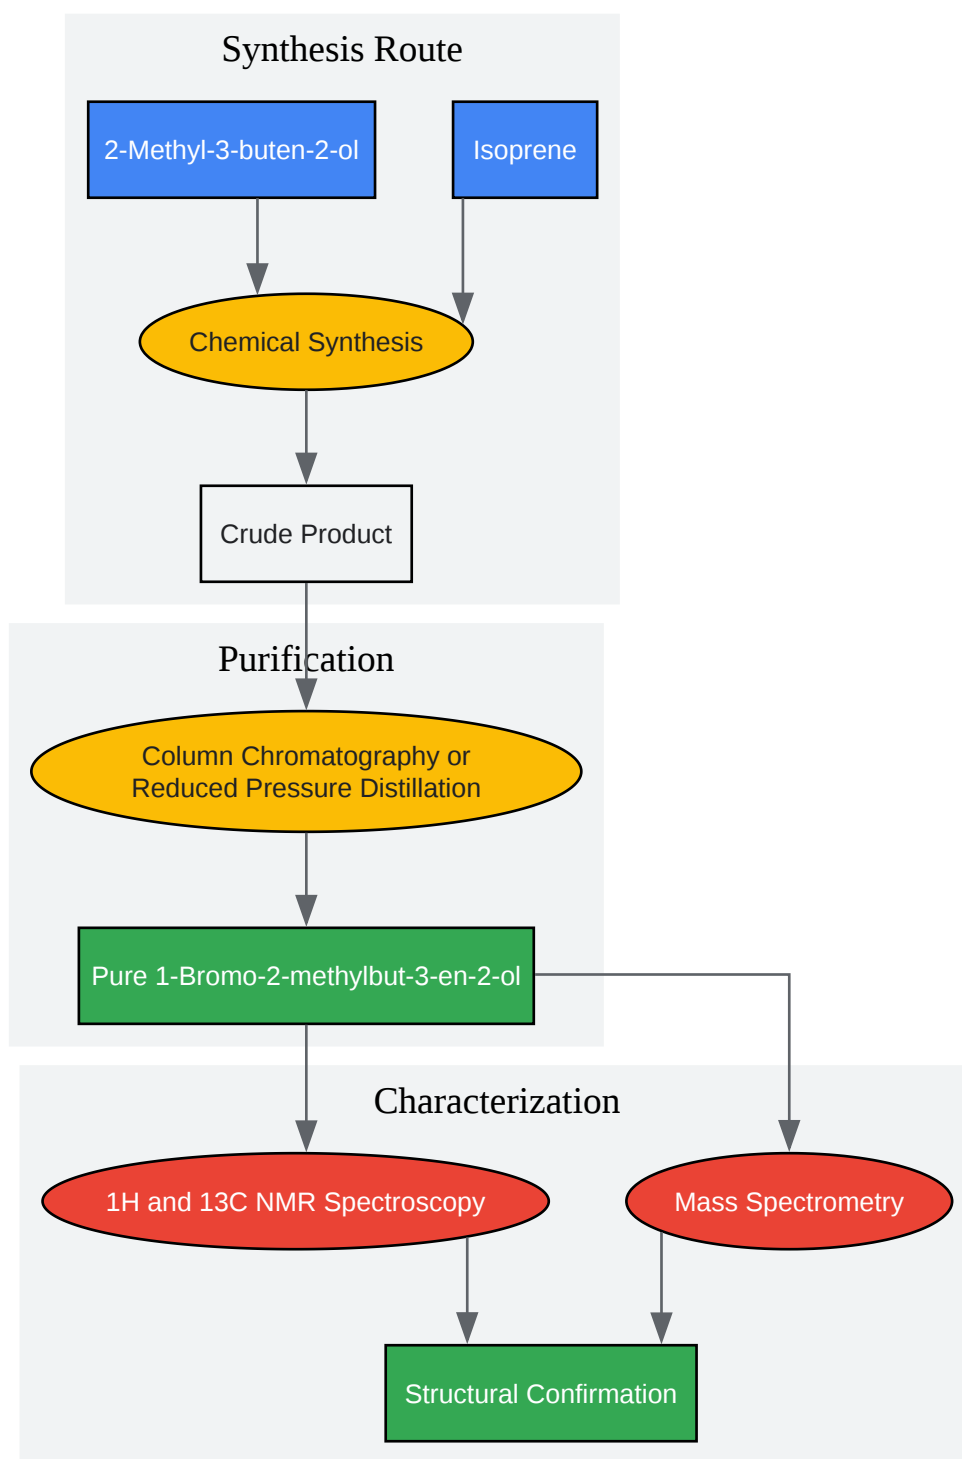 Synthesis Route
2-Methyl-3-buten-2-ol
Isoprene
Chemical Synthesis
Crude Product
Purification
Column Chromatography or
Reduced Pressure Distillation
Pure 1-Bromo-2-methylbut-3-en-2-ol
Characterization
1H and 13C NMR Spectroscopy
Mass Spectrometry
Structural Confirmation